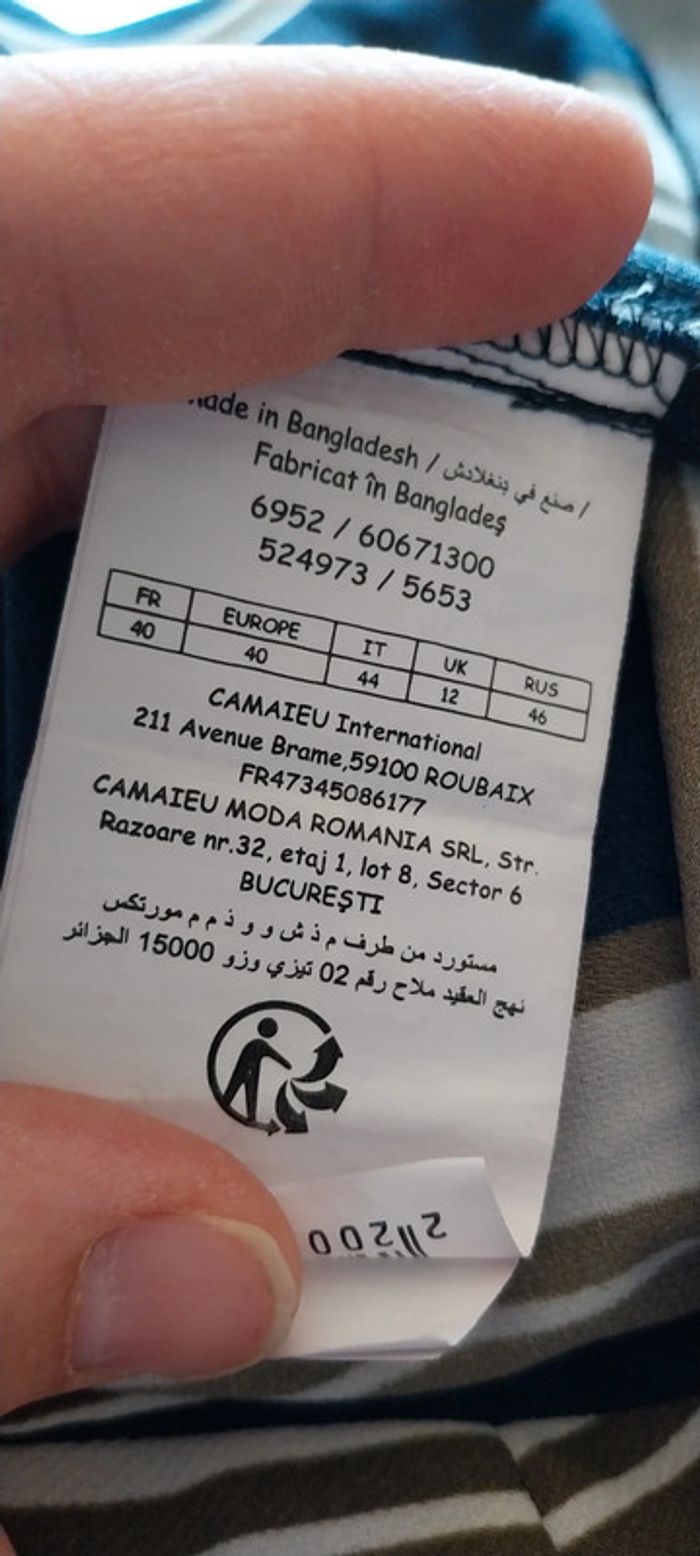 Made in Bangladesh / صنع في بنغلادش /
Fabricat în Bangladeş
6952 / 60671300
524973 / 5653
FR EUROPE IT UK RUS
40 40 44 12 46
CAMAIEU International
211 Avenue Brame,59100 ROUBAIX
FR47345086177
CAMAIEU MODA ROMANIA SRL, Str.
Razoare nr.32, etaj 1, lot 8, Sector 6
BUCUREŞTI
مستورد من طرف م ذ ش و و ذ م م مورتكس
نهج العقيد ملاح رقم 02 تيزي وزو 15000 الجزائر